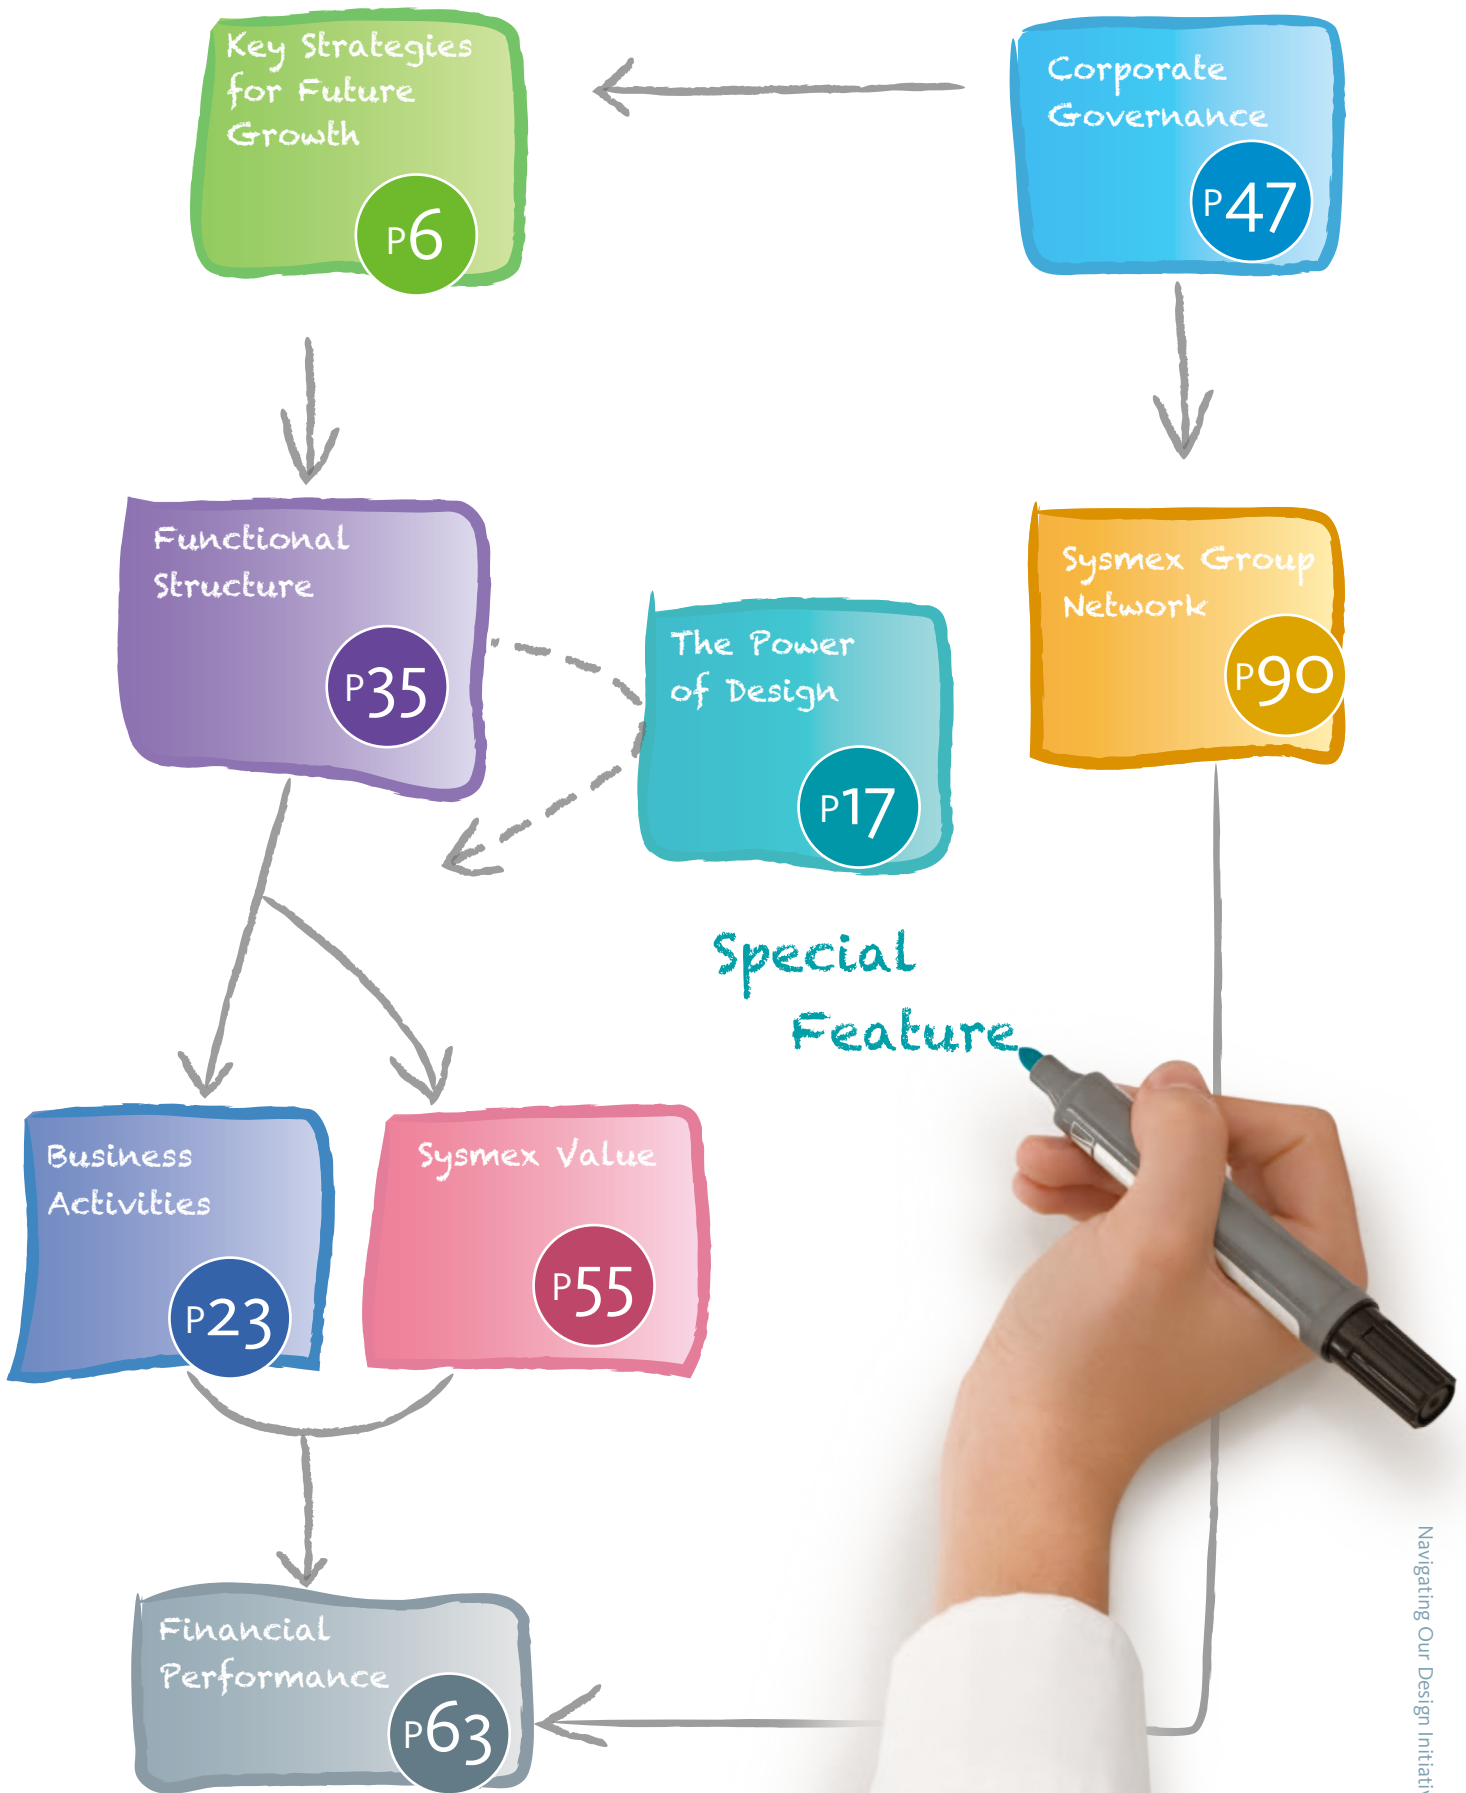 Key Strategies
for Future
Growth
P6
Corporate
Governance
P47
Functional
Structure
P35
The Power
of Design
P17
Sysmex Group
Network
P90
Special
Feature
Business
Activities
P23
Sysmex Value
P55
Financial
Performance
P63
Navigating Our Design